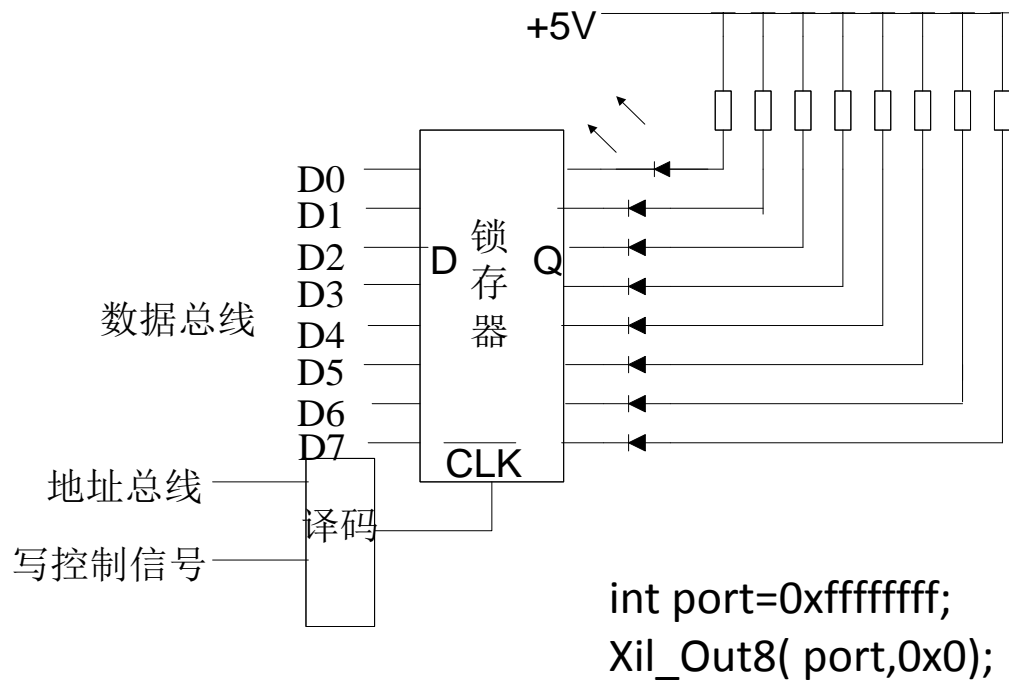 +5V
D0
D1
D2
D3
D4
D5
D6
D7
数据总线
D
锁存器
Q
CLK
地址总线
译码
写控制信号
int port=0xffffffff;
Xil_Out8( port,0x0);